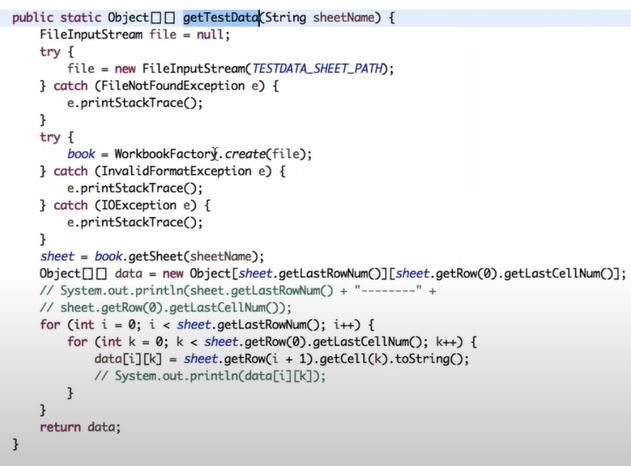 public static Object[][] getTestData(String sheetName) {
FileInputStream file = null;
try {
file = new FileInputStream(TESTDATA_SHEET_PATH);
} catch (FileNotFoundException e) {
e.printStackTrace();
}
try {
book = WorkbookFactory.create(file);
} catch (InvalidFormatException e) {
e.printStackTrace();
} catch (IOException e) {
e.printStackTrace();
}
sheet = book.getSheet(sheetName);
Object[][] data = new Object[sheet.getLastRowNum()][sheet.getRow(0).getLastCellNum()];
// System.out.println(sheet.getLastRowNum() + "--------" +
// sheet.getRow(0).getLastCellNum());
for (int i = 0; i < sheet.getLastRowNum(); i++) {
for (int k = 0; k < sheet.getRow(0).getLastCellNum(); k++) {
data[i][k] = sheet.getRow(i + 1).getCell(k).toString();
// System.out.println(data[i][k]);
}
}
return data;
}